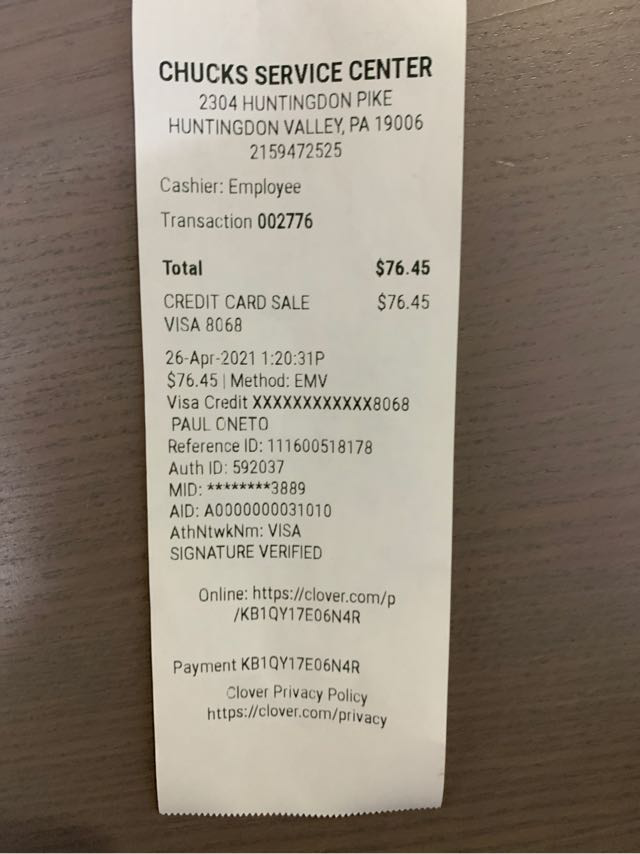 CHUCKS SERVICE CENTER
2304 HUNTINGDON PIKE
HUNTINGDON VALLEY, PA 19006
2159472525
Cashier: Employee
Transaction 002776
Total $76.45
CREDIT CARD SALE $76.45
VISA 8068
26-Apr-2021 1:20:31P
$76.45 | Method: EMV
Visa Credit XXXXXXXXXXXX8068
PAUL ONETO
Reference ID: 111600518178
Auth ID: 592037
MID: ********3889
AID: A0000000031010
AthNtwkNm: VISA
SIGNATURE VERIFIED
Online: https://clover.com/p
/KB1QY17E06N4R
Payment KB1QY17E06N4R
Clover Privacy Policy
https://clover.com/privacy